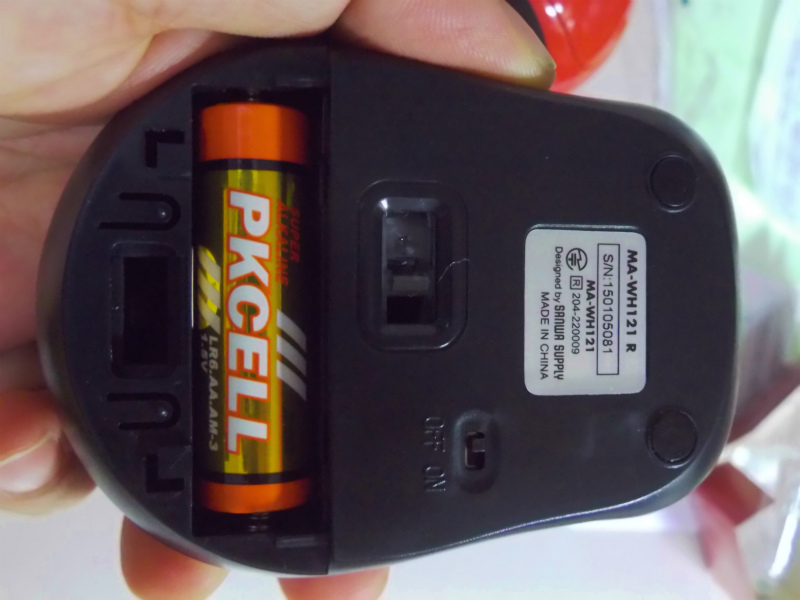 SUPER
ALKALINE
PKCELL
LR6.AA.AM-3
1.5V
OFF ON
MA-WH121 R
S/N:150105081
MA-WH121
R 204-220009
Designed by SANWA SUPPLY
MADE IN CHINA